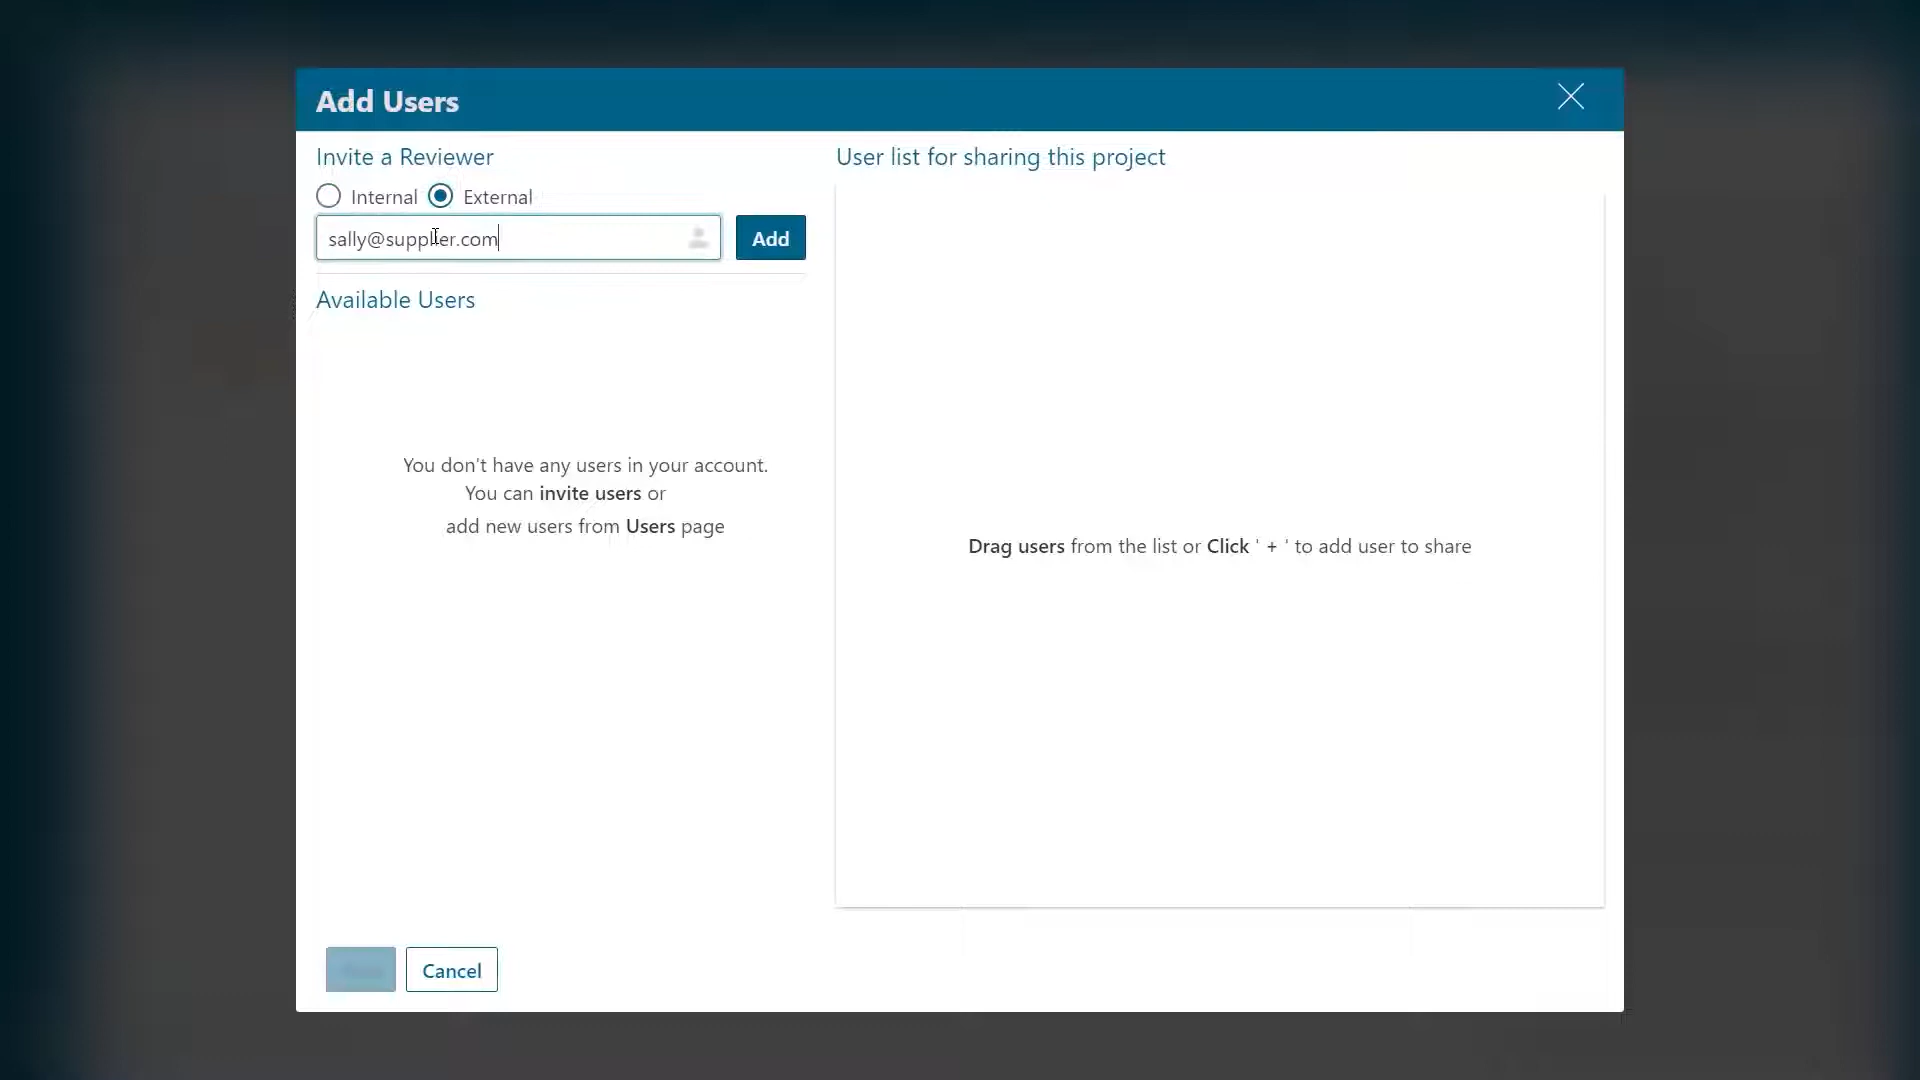 Add Users
Invite a Reviewer
Internal External
sally@supplier.com
Add
Available Users
You don't have any users in your account.
You can invite users or
add new users from Users page
User list for sharing this project
Drag users from the list or Click ' + ' to add user to share
Cancel